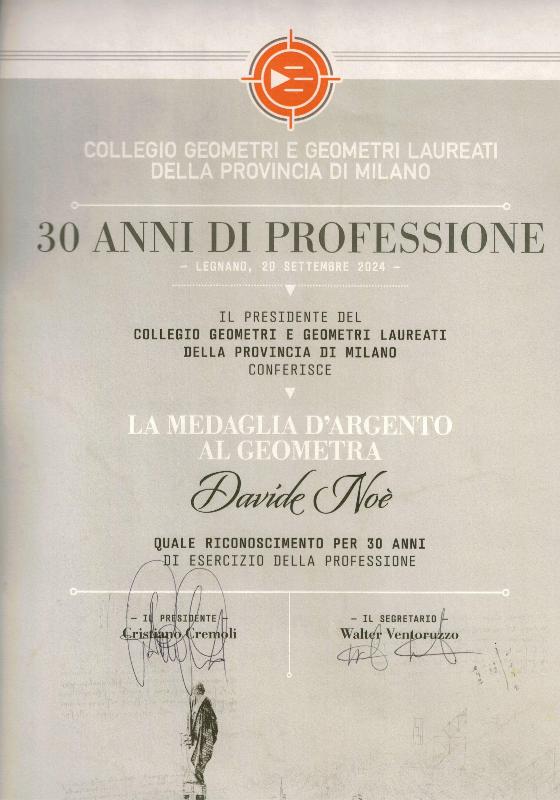 COLLEGIO GEOMETRI E GEOMETRI LAUREATI
DELLA PROVINCIA DI MILANO
30 ANNI DI PROFESSIONE
– LEGNANO, 20 SETTEMBRE 2024 –
IL PRESIDENTE DEL
COLLEGIO GEOMETRI E GEOMETRI LAUREATI
DELLA PROVINCIA DI MILANO
CONFERISCE
LA MEDAGLIA D'ARGENTO
AL GEOMETRA
Davide Noè
QUALE RICONOSCIMENTO PER 30 ANNI
DI ESERCIZIO DELLA PROFESSIONE
– IL PRESIDENTE –
Cristiano Cremoli
– IL SEGRETARIO –
Walter Ventoruzzo